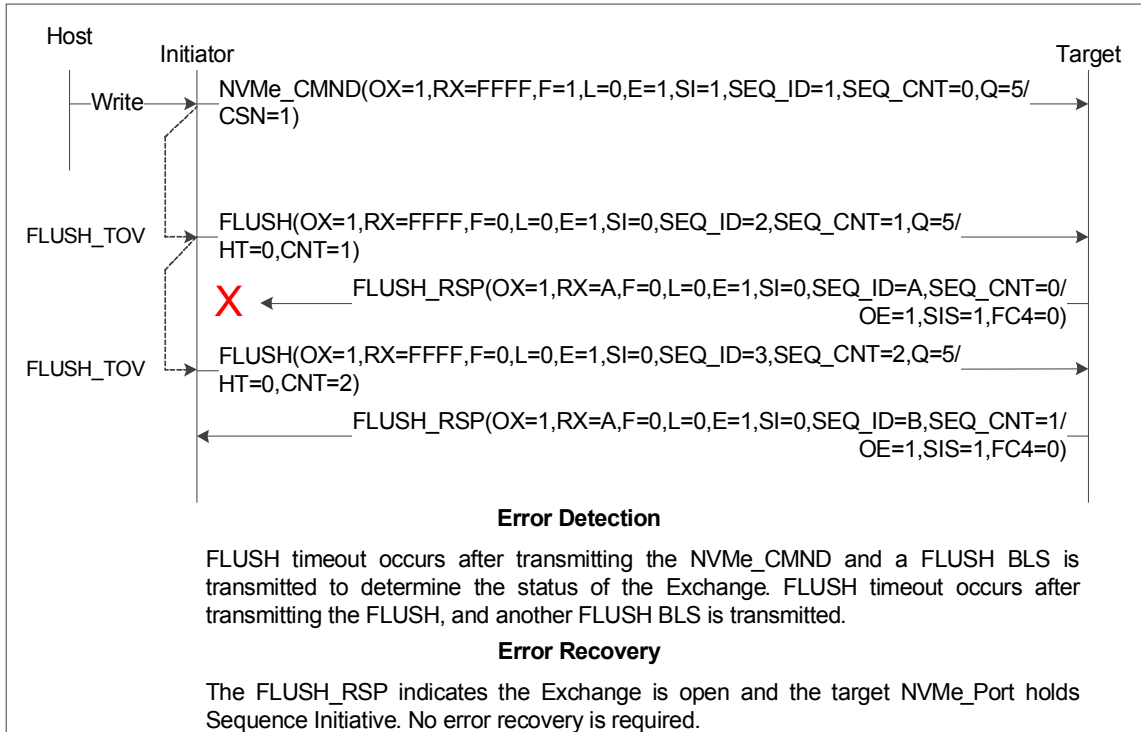 Host
Initiator
Target
Write
NVMe_CMND(OX=1,RX=FFFF,F=1,L=0,E=1,SI=1,SEQ_ID=1,SEQ_CNT=0,Q=5/
CSN=1)
FLUSH_TOV
FLUSH(OX=1,RX=FFFF,F=0,L=0,E=1,SI=0,SEQ_ID=2,SEQ_CNT=1,Q=5/
HT=0,CNT=1)
X
FLUSH_RSP(OX=1,RX=A,F=0,L=0,E=1,SI=0,SEQ_ID=A,SEQ_CNT=0/
OE=1,SIS=1,FC4=0)
FLUSH_TOV
FLUSH(OX=1,RX=FFFF,F=0,L=0,E=1,SI=0,SEQ_ID=3,SEQ_CNT=2,Q=5/
HT=0,CNT=2)
FLUSH_RSP(OX=1,RX=A,F=0,L=0,E=1,SI=0,SEQ_ID=B,SEQ_CNT=1/
OE=1,SIS=1,FC4=0)
Error Detection
FLUSH timeout occurs after transmitting the NVMe_CMND and a FLUSH BLS is
transmitted to determine the status of the Exchange. FLUSH timeout occurs after
transmitting the FLUSH, and another FLUSH BLS is transmitted.
Error Recovery
The FLUSH_RSP indicates the Exchange is open and the target NVMe_Port holds
Sequence Initiative. No error recovery is required.